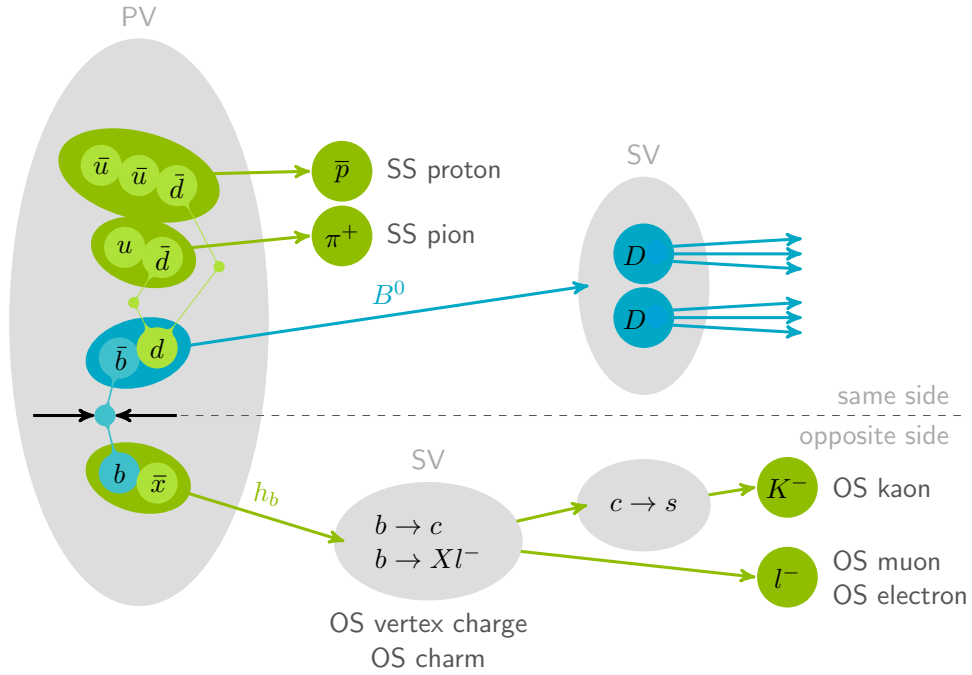 PV
ū ū d̄
p̄ SS proton
SV
u d̄
π⁺ SS pion
D
B⁰
D
b̄ d
same side
opposite side
SV
b x̄
h_b
b → c
b → Xl⁻
c → s
K⁻ OS kaon
l⁻
OS muon
OS electron
OS vertex charge
OS charm